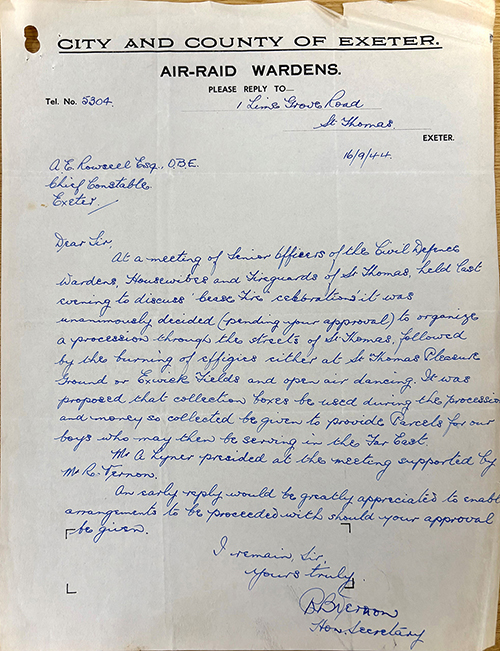 CITY AND COUNTY OF EXETER.
AIR-RAID WARDENS.
PLEASE REPLY TO
Tel. No. 5304.
1 Lime Grove Road
St Thomas.
EXETER.
16/9/44.
A E. Rowsell Esq., O.B.E.
Chief Constable
Exeter.
Dear Sir,
At a meeting of Senior Officers of the Civil Defence
Wardens, Housewives and Fireguards of St Thomas, held last
evening to discuss 'Cease Fire' celebrations it was
unanimously decided (pending your approval) to organize
a procession through the streets of St Thomas, followed
by the burning of effigies either at St Thomas Pleasure
Ground or Exwick Fields and open air dancing. It was
proposed that collection boxes be used during the procession
and money so collected be given to provide Parcels for our
boys who may then be serving in the Far East.
Mr A. presided at the meeting supported by
Mr R. Vernon.
An early reply would be greatly appreciated to enabl
arrangements to be proceeded with should your approval
be given.
I remain, Sir,
Yours truly
Vernon
Hon. Secretary